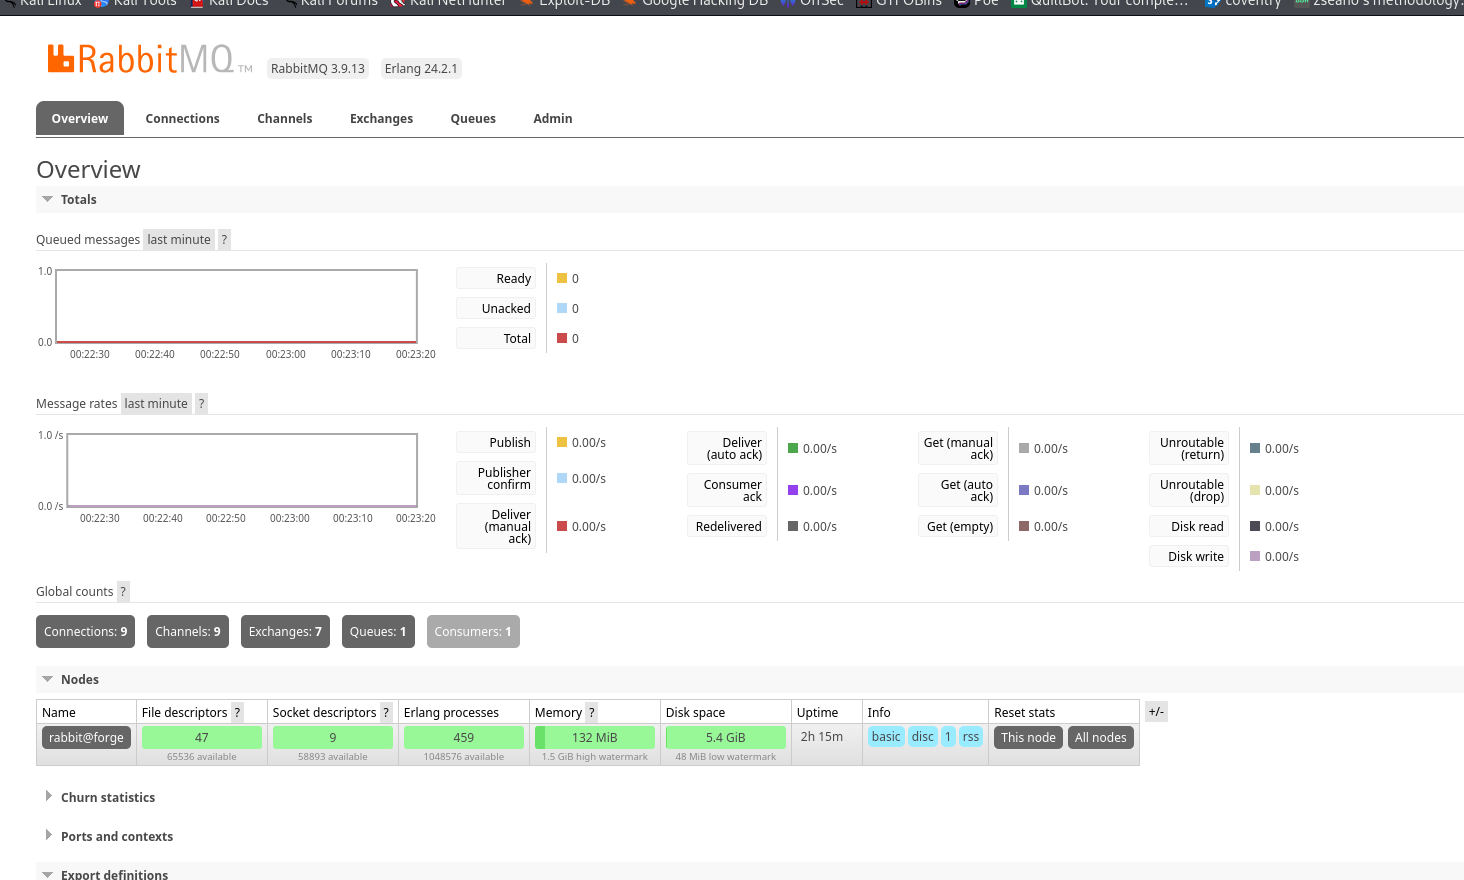 Kali Linux Kali Tools Kali Docs Kali Forums Kali NetHunter Exploit-DB Google Hacking DB OffSec GTFOBins Poe QuillBot: Your comple... coventry zseano's methodology
RabbitMQ TM RabbitMQ 3.9.13 Erlang 24.2.1
Overview Connections Channels Exchanges Queues Admin
Overview
Totals
Queued messages last minute ?
1.0
0.0
00:22:30 00:22:40 00:22:50 00:23:00 00:23:10 00:23:20
Ready 0
Unacked 0
Total 0
Message rates last minute ?
1.0 /s
0.0 /s
00:22:30 00:22:40 00:22:50 00:23:00 00:23:10 00:23:20
Publish 0.00/s
Publisher
confirm 0.00/s
Deliver
(manual
ack) 0.00/s
Deliver
(auto ack) 0.00/s
Consumer
ack 0.00/s
Redelivered 0.00/s
Get (manual
ack) 0.00/s
Get (auto
ack) 0.00/s
Get (empty) 0.00/s
Unroutable
(return) 0.00/s
Unroutable
(drop) 0.00/s
Disk read 0.00/s
Disk write 0.00/s
Global counts ?
Connections: 9 Channels: 9 Exchanges: 7 Queues: 1 Consumers: 1
Nodes
Name File descriptors ? Socket descriptors ? Erlang processes Memory ? Disk space Uptime Info Reset stats +/-
rabbit@forge 47 9 459 132 MiB 5.4 GiB 2h 15m basic disc 1 rss This node All nodes
65536 available 58893 available 1048576 available 1.5 GiB high watermark 48 MiB low watermark
Churn statistics
Ports and contexts
Export definitions